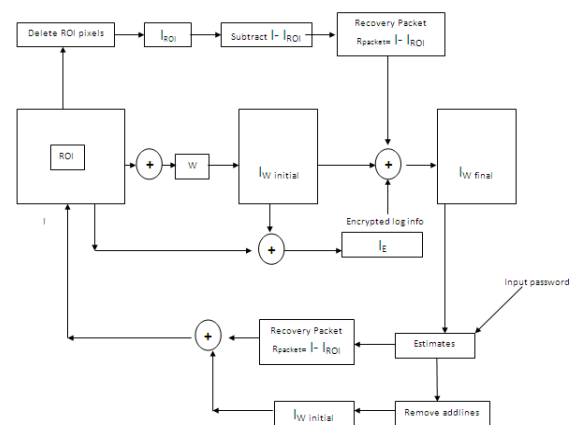 Delete ROI pixels
IROI
Subtract I- IROI
Recovery Packet
Rpacket= I- IROI
ROI
+
W
IW initial
+
IW final
I
Encrypted log info
+
IE
Input password
Recovery Packet
Rpacket= I- IROI
+
Estimates
IW initial
Remove addlines